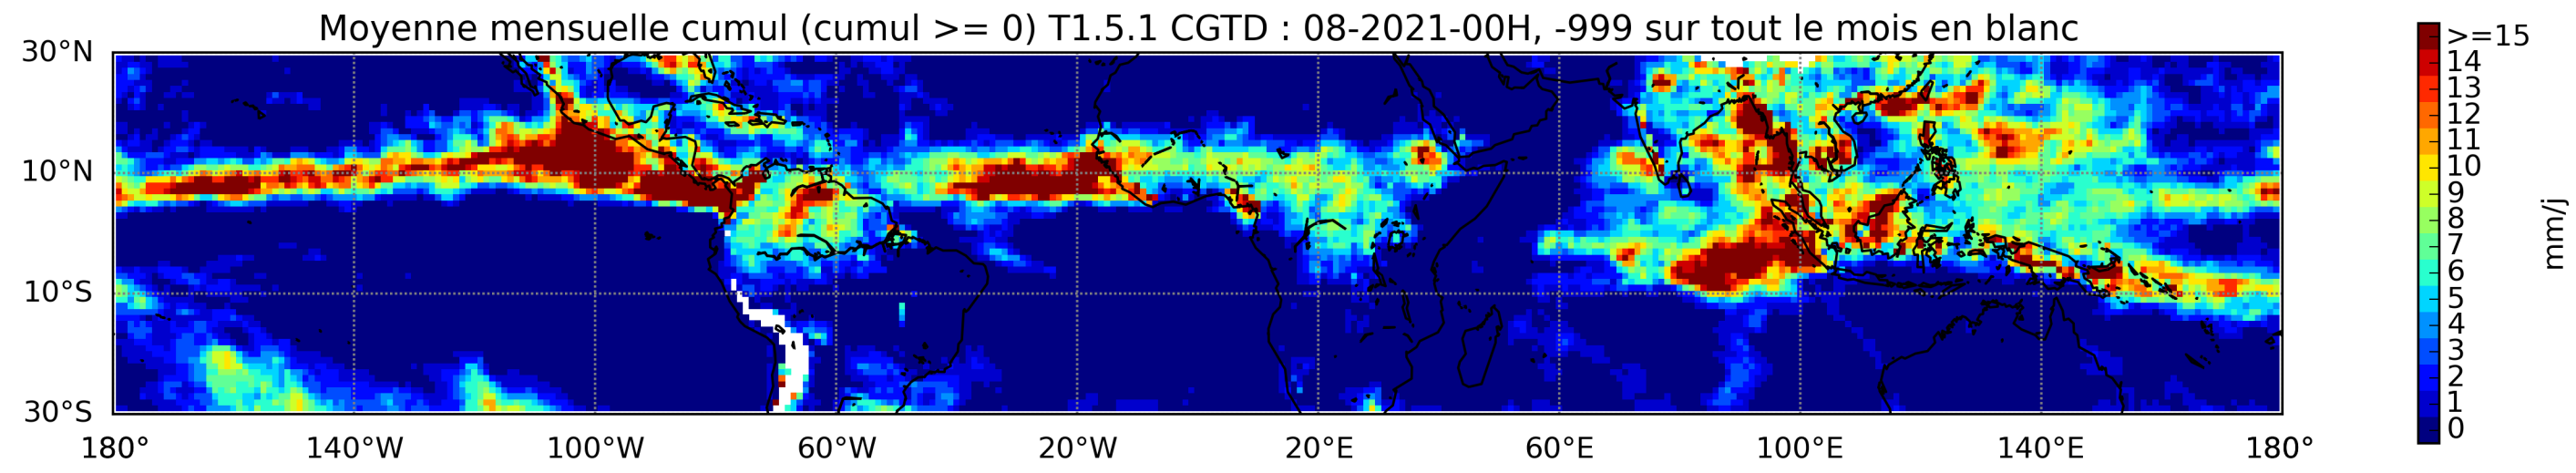 Moyenne mensuelle cumul (cumul >= 0) T1.5.1 CGTD : 08-2021-00H, -999 sur tout le mois en blanc
30°N
10°N
10°S
30°S
180° 140°W 100°W 60°W 20°W 20°E 60°E 100°E 140°E 180°
>=15
14
13
12
11
10
9
8
7
6
5
4
3
2
1
0
mm/j